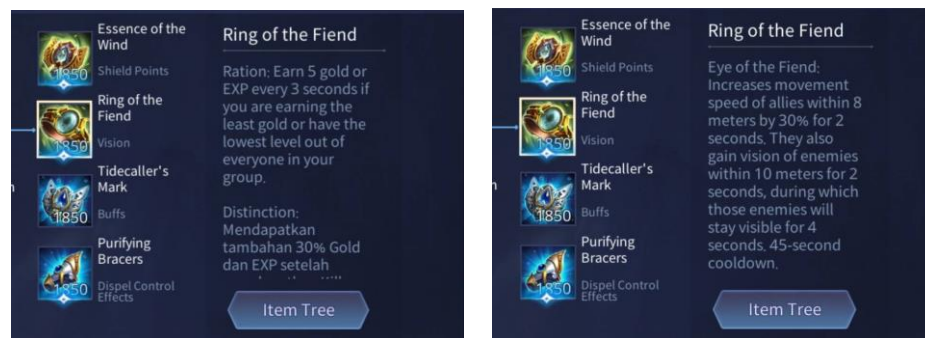 Essence of the
Wind
1850
Shield Points
Ring of the
Fiend
1850
Vision
Tidecaller's
Mark
1850
Buffs
Purifying
Bracers
1850
Dispel Control
Effects
Ring of the Fiend
Ration: Earn 5 gold or
EXP every 3 seconds if
you are earning the
least gold or have the
lowest level out of
everyone in your
group.
Distinction:
Mendapatkan
tambahan 30% Gold
dan EXP setelah
Item Tree
Essence of the
Wind
1850
Shield Points
Ring of the
Fiend
1850
Vision
n
Tidecaller's
Mark
1850
Buffs
Purifying
Bracers
1850
Dispel Control
Effects
Ring of the Fiend
Eye of the Fiend:
Increases movement
speed of allies within 8
meters by 30% for 2
seconds. They also
gain vision of enemies
within 10 meters for 2
seconds, during which
those enemies will
stay visible for 4
seconds. 45-second
cooldown.
Item Tree